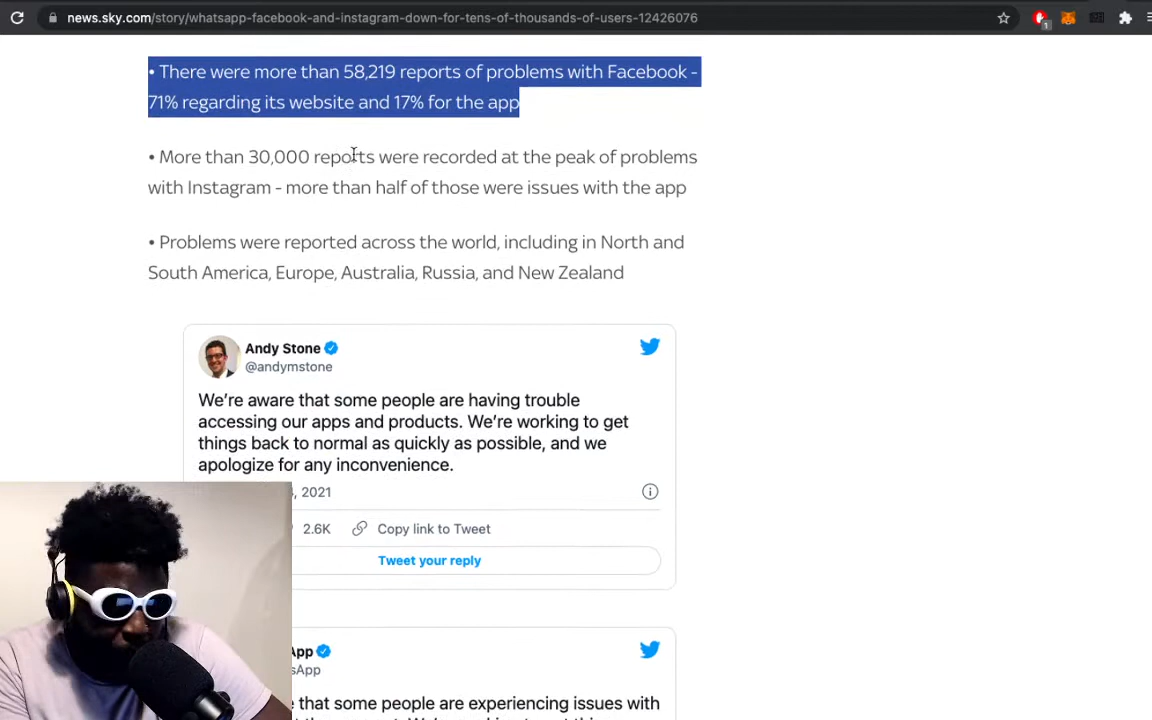 news.sky.com/story/whatsapp-facebook-and-instagram-down-for-tens-of-thousands-of-users-12426076
1
• There were more than 58,219 reports of problems with Facebook -
71% regarding its website and 17% for the app
• More than 30,000 reports were recorded at the peak of problems
with Instagram - more than half of those were issues with the app
• Problems were reported across the world, including in North and
South America, Europe, Australia, Russia, and New Zealand
Andy Stone
@andymstone
We're aware that some people are having trouble
accessing our apps and products. We're working to get
things back to normal as quickly as possible, and we
apologize for any inconvenience.
, 2021
2.6K Copy link to Tweet
Tweet your reply
App
sApp
that some people are experiencing issues with